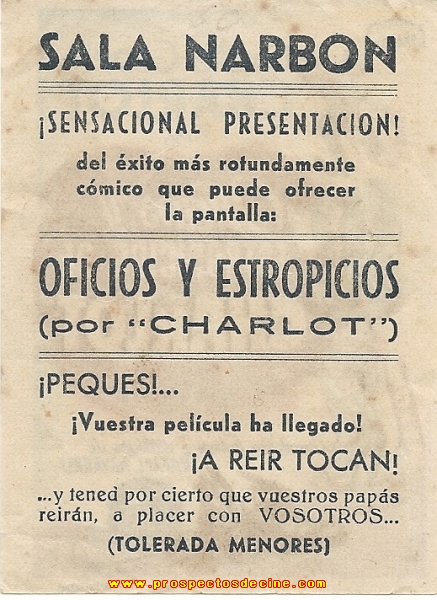 SALA NARBON
¡SENSACIONAL PRESENTACION!
del éxito más rotundamente
cómico que puede ofrecer
la pantalla:
OFICIOS Y ESTROPICIOS
(por "CHARLOT")
¡PEQUES!...
¡Vuestra película ha llegado!
¡A REIR TOCAN!
...y tened por cierto que vuestros papás
reirán, a placer con VOSOTROS...
(TOLERADA MENORES)
www.prospectosdecine.com